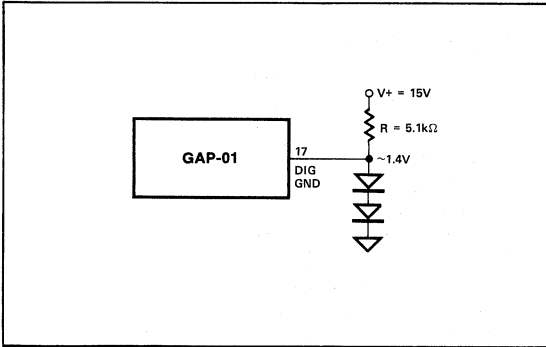 V+ = 15V
R = 5.1kΩ
GAP-01
17
~1.4V
DIG
GND